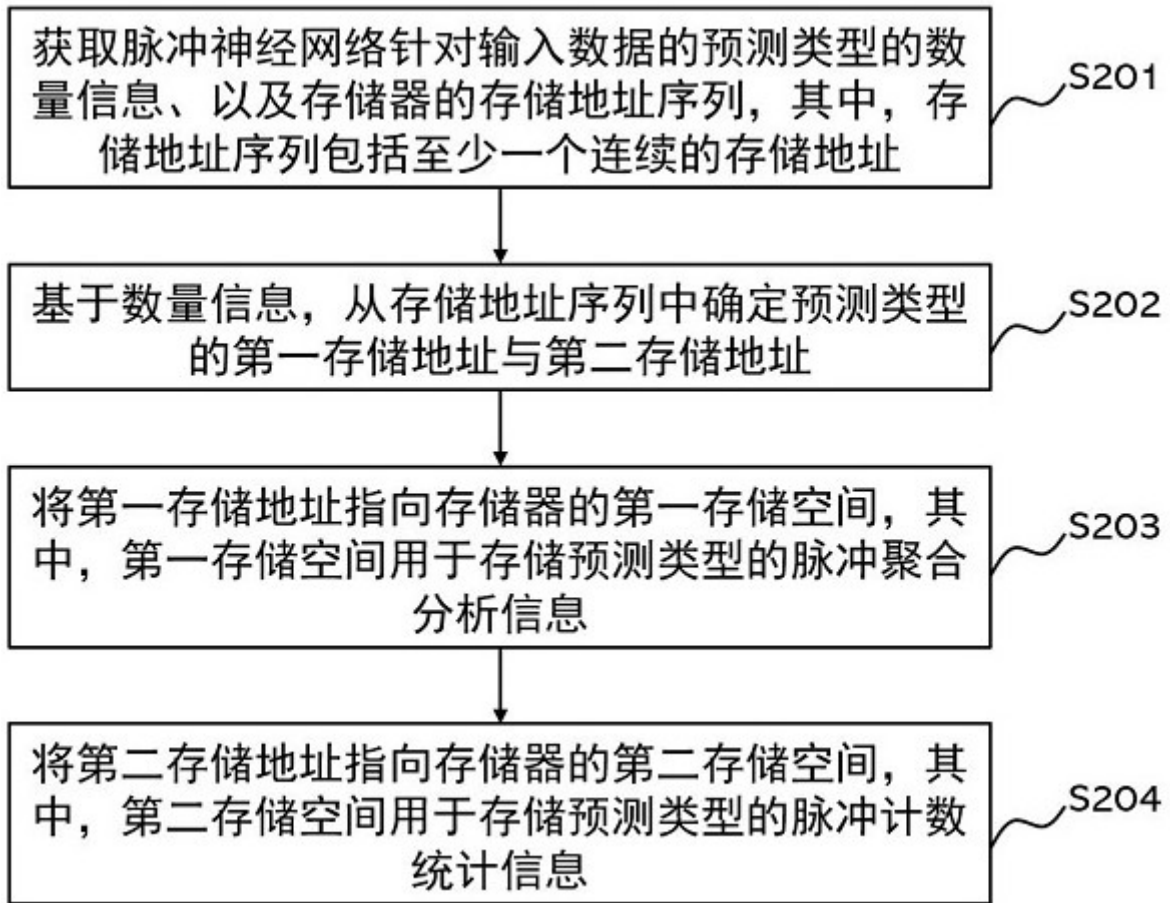 获取脉冲神经网络针对输入数据的预测类型的数
量信息、以及存储器的存储地址序列，其中，存
储地址序列包括至少一个连续的存储地址
S201
基于数量信息，从存储地址序列中确定预测类型
的第一存储地址与第二存储地址
S202
将第一存储地址指向存储器的第一存储空间，其
中，第一存储空间用于存储预测类型的脉冲聚合
分析信息
S203
将第二存储地址指向存储器的第二存储空间，其
中，第二存储空间用于存储预测类型的脉冲计数
统计信息
S204